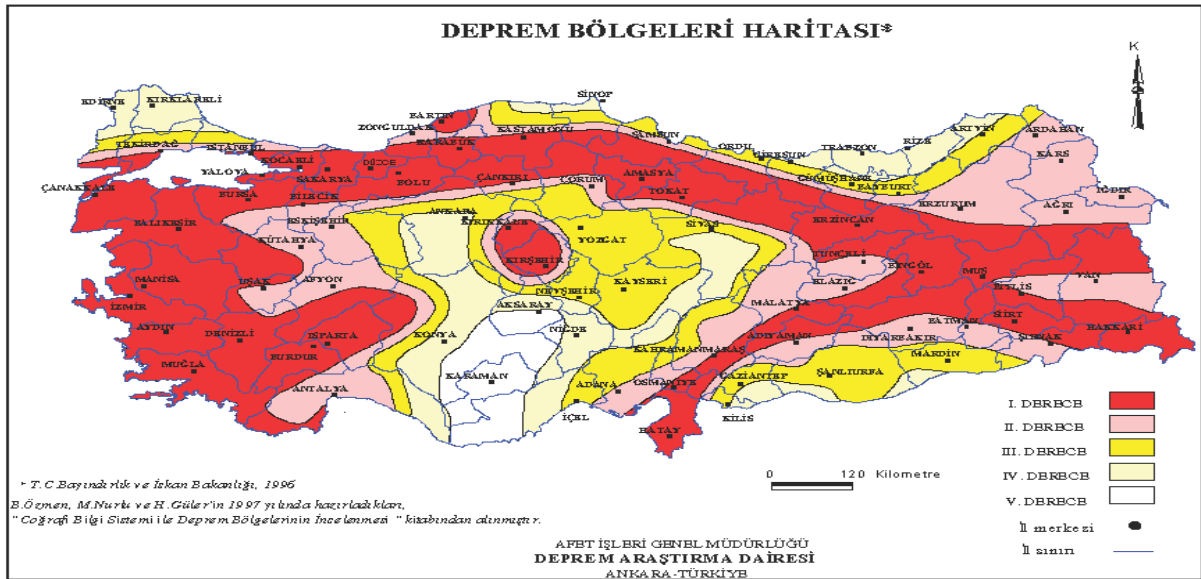 DEPREM BÖLGELERİ HARİTASI*
K
SİNOP
EDİRNE
KIRKLARELİ
BARTIN
ZONGULDAK
KASTAMONU
SAMSUN
ARTVİN
ARDAHAN
TEKİRDAĞ
İSTANBUL
KARABUK
ORDU
GİRESUN
TRABZON
RİZE
KARS
KOCAELİ
DÜZCE
YALOVA
SAKARYA
BOLU
ÇANKIRI
ÇORUM
AMASYA
TOKAT
GÜMÜŞHANE
BAYBURT
IĞDIR
ÇANAKKALE
BURSA
BİLECİK
ERZURUM
AĞRI
BALIKESİR
ESKİŞEHİR
ANKARA
KIRIKKALE
SİVAS
ERZİNCAN
KÜTAHYA
YOZGAT
KIRŞEHİR
TUNCELİ
BİNGÖL
MUŞ
VAN
MANİSA
UŞAK
AFYON
NEVŞEHİR
KAYSERİ
ELAZIĞ
BİTLİS
İZMİR
AKSARAY
MALATYA
SİİRT
AYDIN
DENİZLİ
ISPARTA
KONYA
NİĞDE
ADIYAMAN
DİYARBAKIR
BATMAN
ŞIRNAK
HAKKARİ
BURDUR
KAHRAMANMARAŞ
MARDİN
MUĞLA
KARAMAN
GAZİANTEP
ŞANLIURFA
ANTALYA
ADANA
OSMANİYE
İÇEL
KİLİS
HATAY
I. DERECE
II. DERECE
III. DERECE
IV. DERECE
V. DERECE
İl merkezi
İl sınırı
0 120 Kilometre
* T.C.Bayındırlık ve İskan Bakanlığı, 1996
B.Özmen, M.Nurlu ve H.Güler'in 1997 yılında hazırladıkları,
" Coğrafi Bilgi Sistemi ile Deprem Bölgelerinin İncelenmesi " kitabından alınmıştır.
AFET İŞLERİ GENEL MÜDÜRLÜĞÜ
DEPREM ARAŞTIRMA DAİRESİ
ANKARA-TÜRKİYE